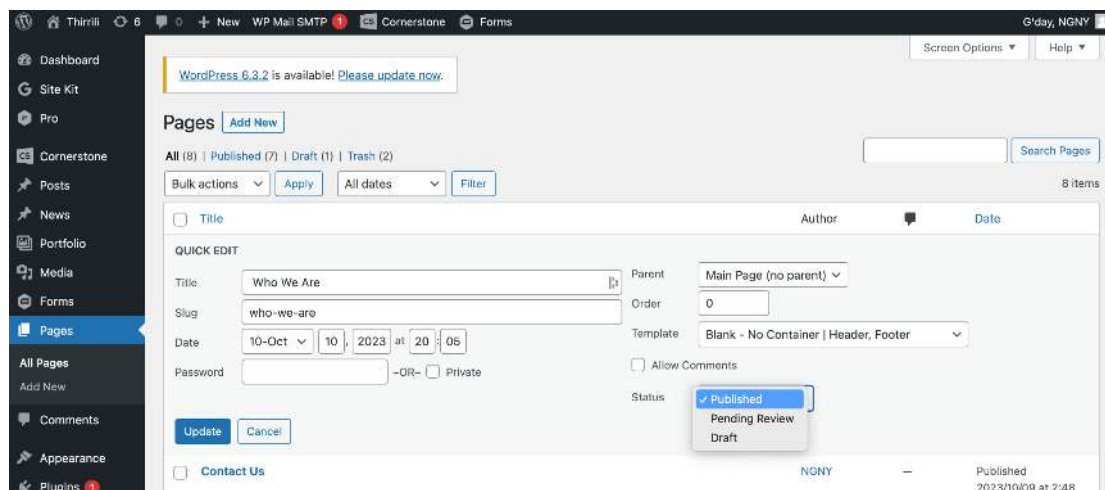 Thirrili 6 0 + New WP Mail SMTP 1 CS Cornerstone Forms G'day, NGNY
Screen Options ▼ Help ▼
Dashboard
Site Kit
Pro
CS Cornerstone
Posts
News
Portfolio
Media
Forms
Pages
All Pages
Add New
Comments
Appearance
Plugins 1
WordPress 6.3.2 is available! Please update now.
Pages Add New
All (8) | Published (7) | Draft (1) | Trash (2)
Search Pages
Bulk actions Apply All dates Filter 8 items
Title Author Date
QUICK EDIT
Title Who We Are
Slug who-we-are
Date 10-Oct 10 , 2023 at 20 : 05
Password –OR– Private
Parent Main Page (no parent)
Order 0
Template Blank - No Container | Header, Footer
Allow Comments
Status ✓ Published
Pending Review
Draft
Update Cancel
Contact Us NGNY — Published
2023/10/09 at 2:48